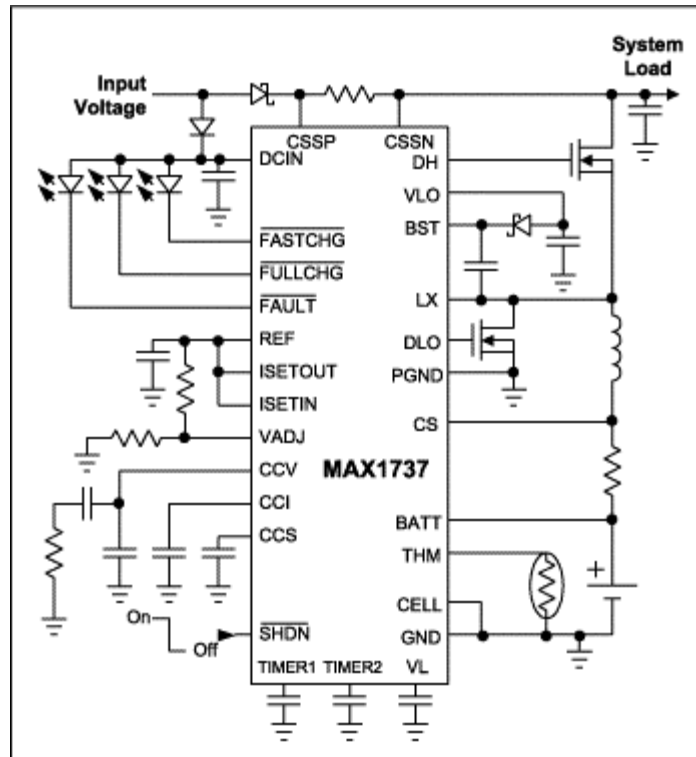 System
Load
Input
Voltage
CSSP
CSSN
DCIN
DH
VLO
BST
FASTCHG
FULLCHG
FAULT
LX
REF
DLO
ISETOUT
PGND
ISETIN
CS
VADJ
MAX1737
CCV
CCI
BATT
CCS
THM
+
CELL
On
Off
SHDN
GND
TIMER1
TIMER2
VL